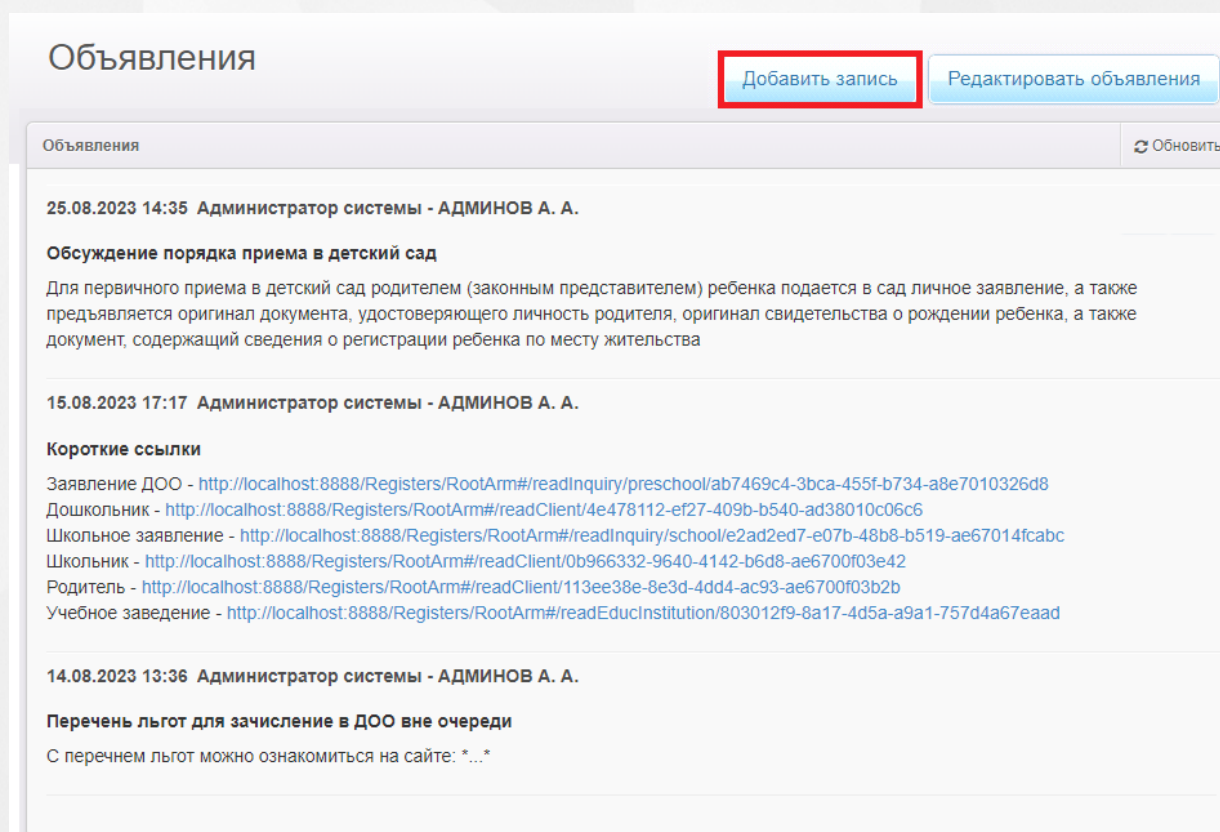 Объявления
Добавить запись
Редактировать объявления
Объявления
Обновить
25.08.2023 14:35 Администратор системы - АДМИНОВ А. А.
Обсуждение порядка приема в детский сад
Для первичного приема в детский сад родителем (законным представителем) ребенка подается в сад личное заявление, а также
предъявляется оригинал документа, удостоверяющего личность родителя, оригинал свидетельства о рождении ребенка, а также
документ, содержащий сведения о регистрации ребенка по месту жительства
15.08.2023 17:17 Администратор системы - АДМИНОВ А. А.
Короткие ссылки
Заявление ДОО - http://localhost:8888/Registers/RootArm#/readInquiry/preschool/ab7469c4-3bca-455f-b734-a8e7010326d8
Дошкольник - http://localhost:8888/Registers/RootArm#/readClient/4e478112-ef27-409b-b540-ad38010c06c6
Школьное заявление - http://localhost:8888/Registers/RootArm#/readInquiry/school/e2ad2ed7-e07b-48b8-b519-ae67014fcabc
Школьник - http://localhost:8888/Registers/RootArm#/readClient/0b966332-9640-4142-b6d8-ae6700f03e42
Родитель - http://localhost:8888/Registers/RootArm#/readClient/113ee38e-8e3d-4dd4-ac93-ae6700f03b2b
Учебное заведение - http://localhost:8888/Registers/RootArm#/readEducInstitution/803012f9-8a17-4d5a-a9a1-757d4a67eaad
14.08.2023 13:36 Администратор системы - АДМИНОВ А. А.
Перечень льгот для зачисление в ДОО вне очереди
С перечнем льгот можно ознакомиться на сайте: *...*